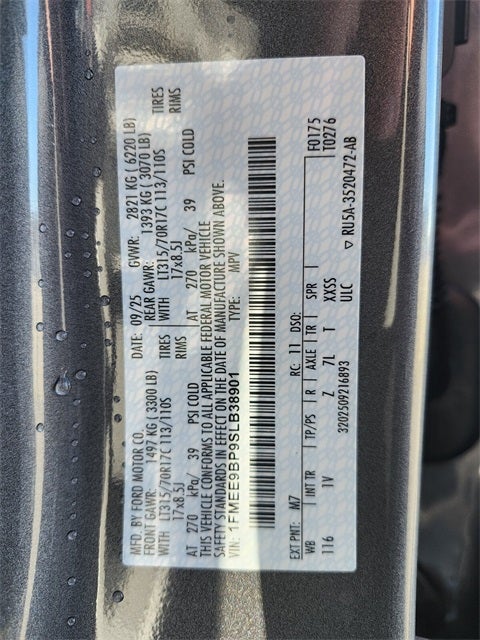 MFD. BY FORD MOTOR CO.
DATE: 09/25 GVWR: 2821 KG ( 6220 LB)
FRONT GAWR: 1497 KG ( 3300 LB) REAR GAWR: 1393 KG ( 3070 LB)
WITH LT315/70R17C 113/110S TIRES WITH LT315/70R17C 113/110S TIRES
17x8.5J RIMS 17x8.5J RIMS
AT 270 kPa/ 39 PSI COLD AT 270 kPa/ 39 PSI COLD
THIS VEHICLE CONFORMS TO ALL APPLICABLE FEDERAL MOTOR VEHICLE
SAFETY STANDARDS IN EFFECT ON THE DATE OF MANUFACTURE SHOWN ABOVE.
VIN: 1FMEE9BP9SLB38901 TYPE: MPV
EXT PNT: M7 RC: 11 DSO: F0175
WB INT TR TP/PS R AXLE TR SPR T0276
116 1V Z 7L T XXSS
ULC
3202509216893 ▽ RU5A-3520472-AB